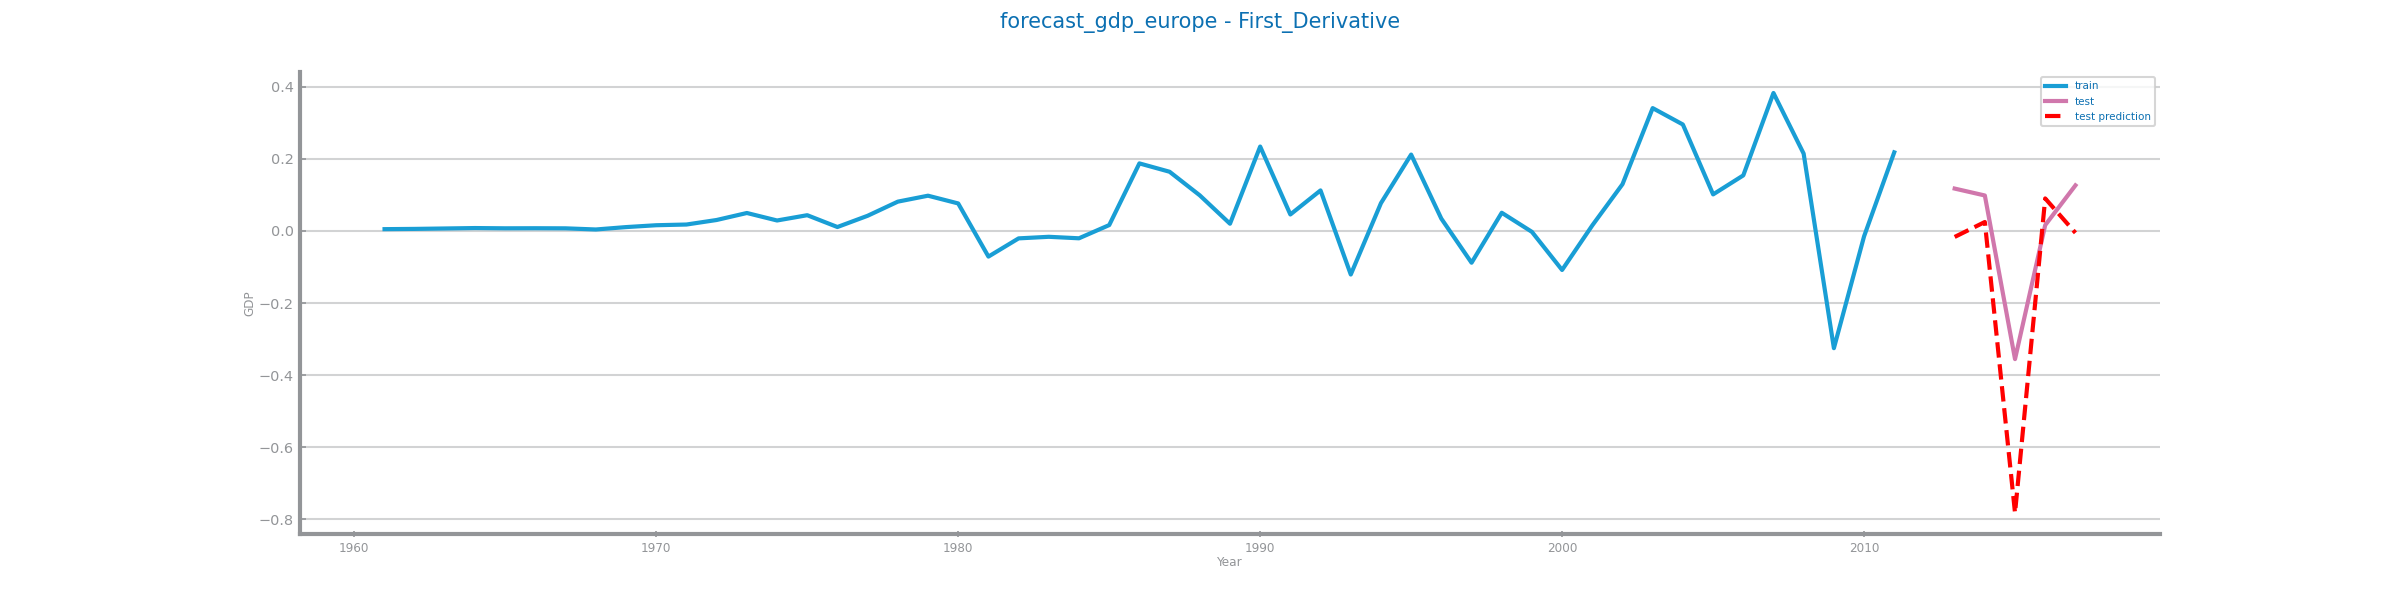 forecast_gdp_europe - First_Derivative
train
test
test prediction
0.4
0.2
0.0
−0.2
−0.4
−0.6
−0.8
GDP
1960 1970 1980 1990 2000 2010
Year